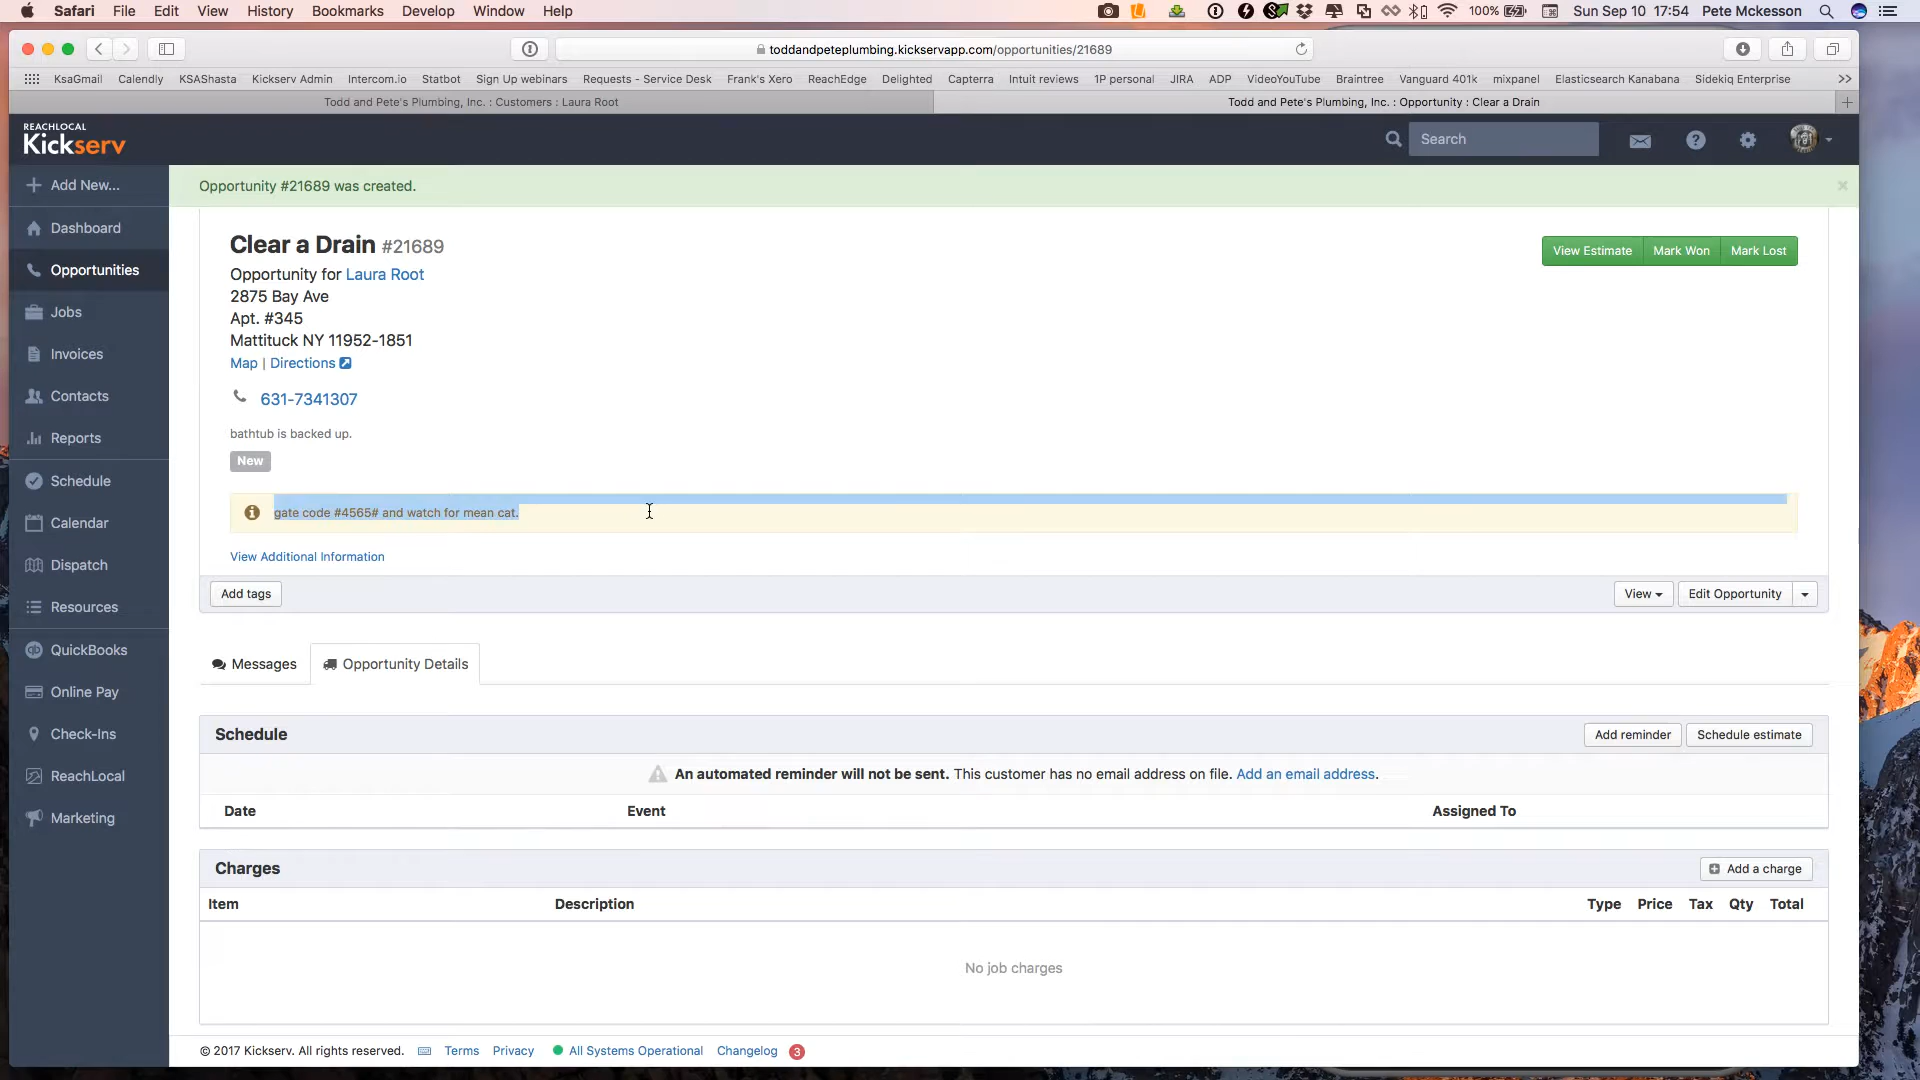 Safari File Edit View History Bookmarks Develop Window Help 100% Sun Sep 10 17:54 Pete Mckesson
toddandpeteplumbing.kickservapp.com/opportunities/21689
KsaGmail Calendly KSAShasta Kickserv Admin Intercom.io Statbot Sign Up webinars Requests - Service Desk Frank's Xero ReachEdge Delighted Capterra Intuit reviews 1P personal JIRA ADP VideoYouTube Braintree Vanguard 401k mixpanel Elasticsearch Kanabana Sidekiq Enterprise >>
Todd and Pete's Plumbing, Inc. : Customers : Laura Root
Todd and Pete's Plumbing, Inc. : Opportunity : Clear a Drain
REACHLOCAL
Kickserv
Search
Add New...
Dashboard
Opportunities
Jobs
Invoices
Contacts
Reports
Schedule
Calendar
Dispatch
Resources
QuickBooks
Online Pay
Check-Ins
ReachLocal
Marketing
Opportunity #21689 was created.
Clear a Drain #21689
View Estimate Mark Won Mark Lost
Opportunity for Laura Root
2875 Bay Ave
Apt. #345
Mattituck NY 11952-1851
Map | Directions
631-7341307
bathtub is backed up.
New
gate code #4565# and watch for mean cat.
View Additional Information
Add tags
View Edit Opportunity
Messages Opportunity Details
Schedule
Add reminder Schedule estimate
An automated reminder will not be sent. This customer has no email address on file. Add an email address.
Date Event Assigned To
Charges
Add a charge
Item Description Type Price Tax Qty Total
No job charges
© 2017 Kickserv. All rights reserved. Terms Privacy All Systems Operational Changelog 3